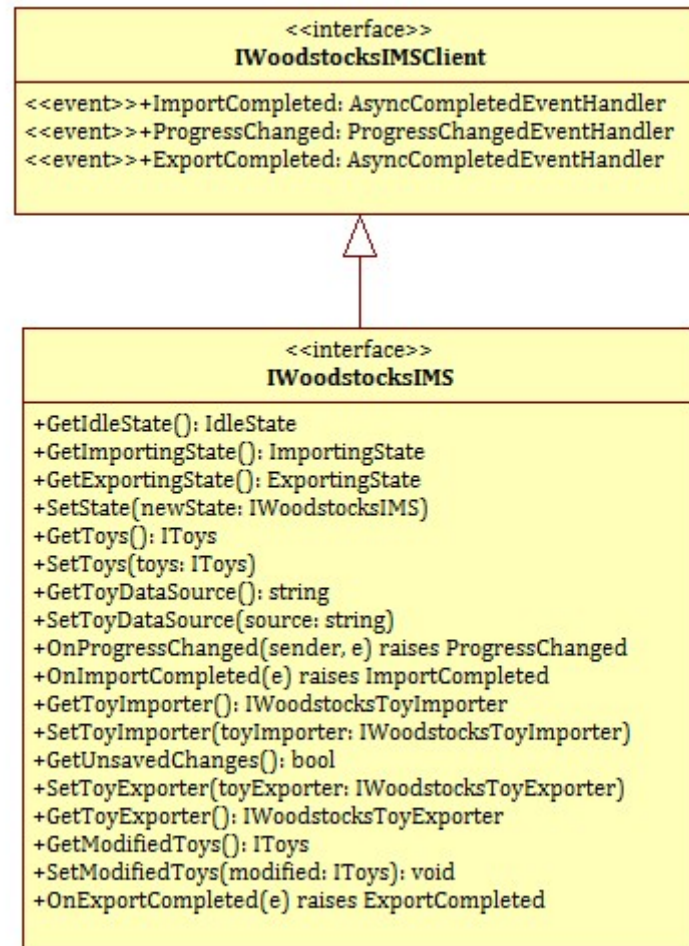 <<interface>>
IWoodstocksIMSClient
<<event>>+ImportCompleted: AsyncCompletedEventHandler
<<event>>+ProgressChanged: ProgressChangedEventHandler
<<event>>+ExportCompleted: AsyncCompletedEventHandler
<<interface>>
IWoodstocksIMS
+GetIdleState(): IdleState
+GetImportingState(): ImportingState
+GetExportingState(): ExportingState
+SetState(newState: IWoodstocksIMS)
+GetToys(): IToys
+SetToys(toys: IToys)
+GetToyDataSource(): string
+SetToyDataSource(source: string)
+OnProgressChanged(sender, e) raises ProgressChanged
+OnImportCompleted(e) raises ImportCompleted
+GetToyImporter(): IWoodstocksToyImporter
+SetToyImporter(toyImporter: IWoodstocksToyImporter)
+GetUnsavedChanges(): bool
+SetToyExporter(toyExporter: IWoodstocksToyExporter)
+GetToyExporter(): IWoodstocksToyExporter
+GetModifiedToys(): IToys
+SetModifiedToys(modified: IToys): void
+OnExportCompleted(e) raises ExportCompleted